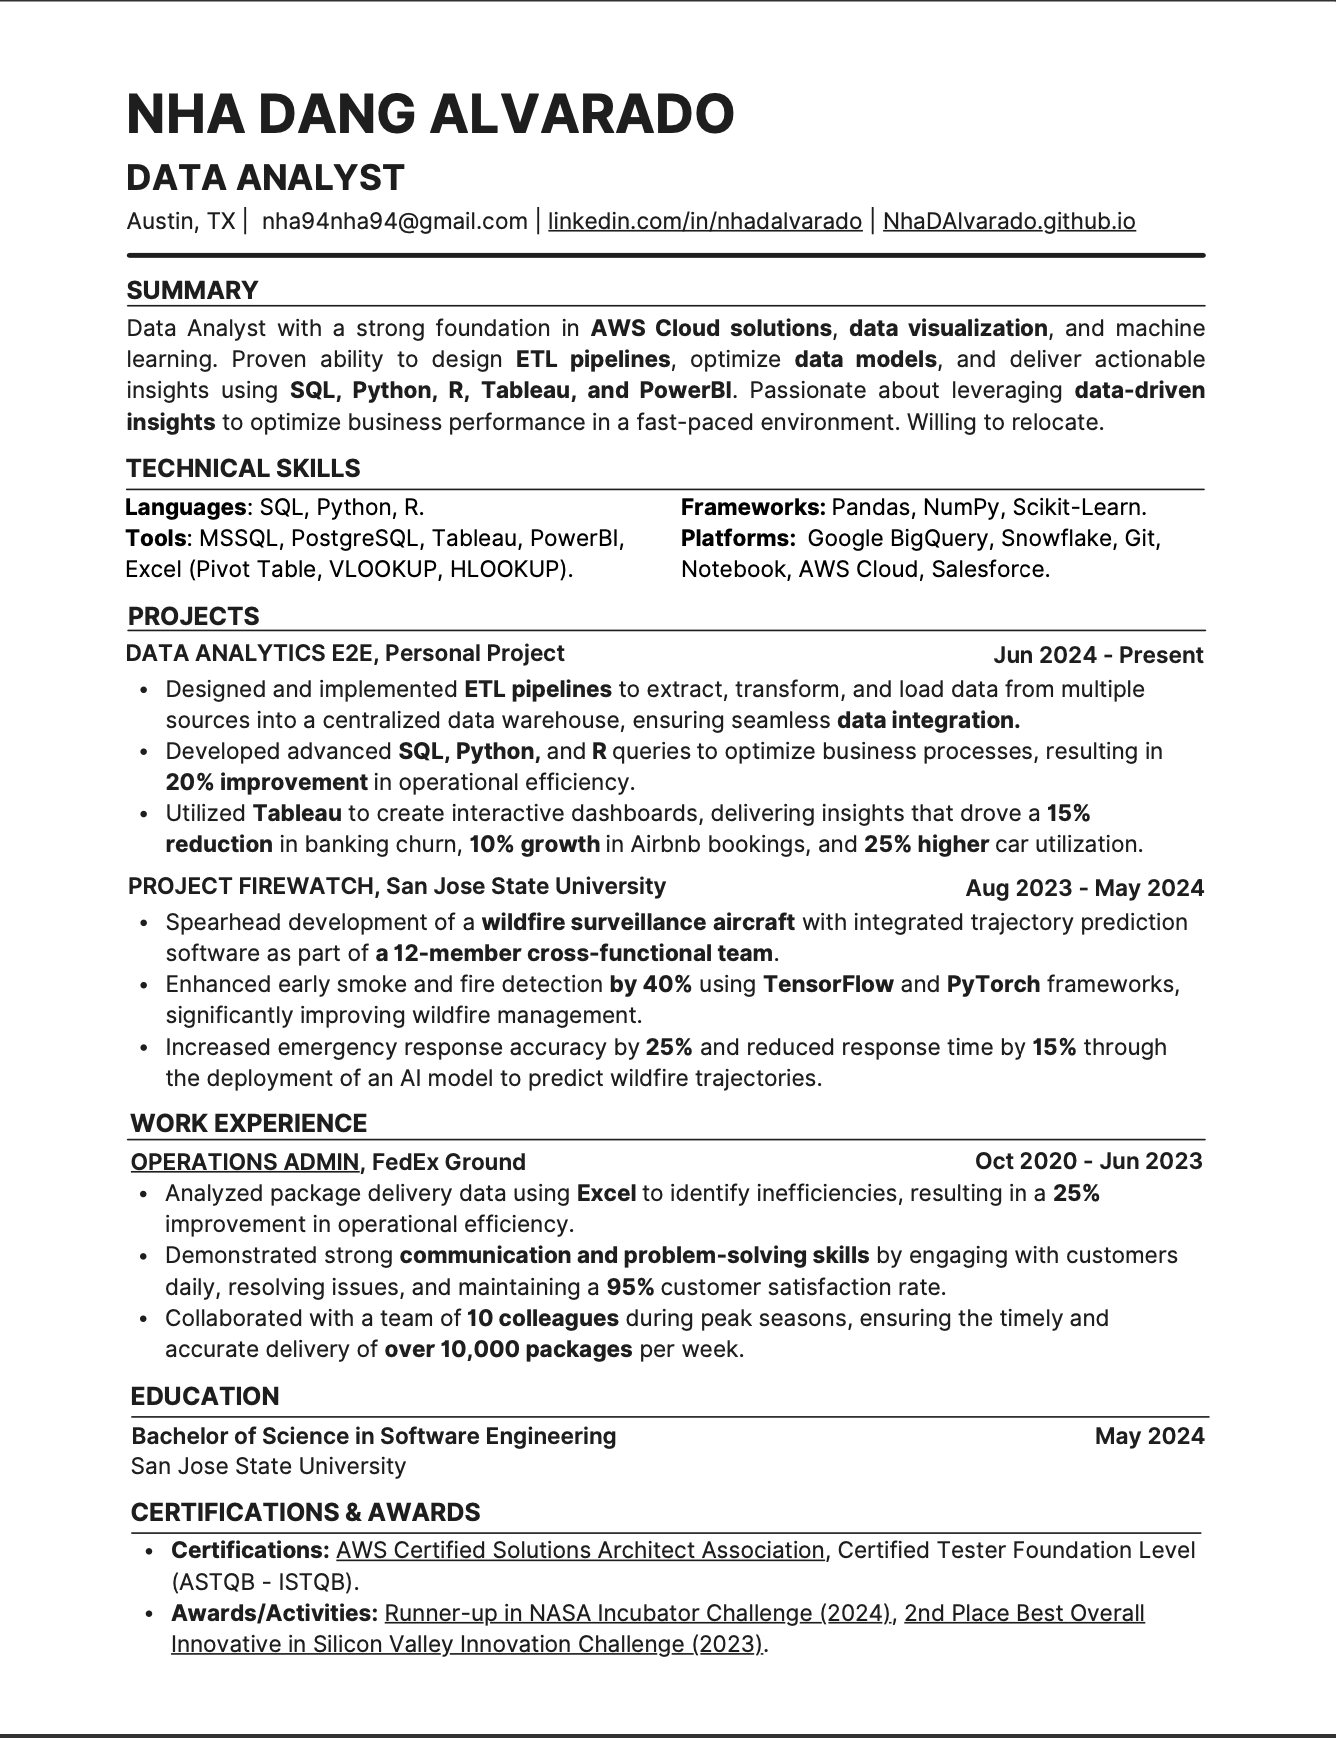 NHA DANG ALVARADO
DATA ANALYST
Austin, TX | nha94nha94@gmail.com | linkedin.com/in/nhadalvarado | NhaDAlvarado.github.io
SUMMARY
Data Analyst with a strong foundation in AWS Cloud solutions, data visualization, and machine
learning. Proven ability to design ETL pipelines, optimize data models, and deliver actionable
insights using SQL, Python, R, Tableau, and PowerBI. Passionate about leveraging data-driven
insights to optimize business performance in a fast-paced environment. Willing to relocate.
TECHNICAL SKILLS
Languages: SQL, Python, R.
Tools: MSSQL, PostgreSQL, Tableau, PowerBI,
Excel (Pivot Table, VLOOKUP, HLOOKUP).
Frameworks: Pandas, NumPy, Scikit-Learn.
Platforms: Google BigQuery, Snowflake, Git,
Notebook, AWS Cloud, Salesforce.
PROJECTS
DATA ANALYTICS E2E, Personal Project Jun 2024 - Present
• Designed and implemented ETL pipelines to extract, transform, and load data from multiple
sources into a centralized data warehouse, ensuring seamless data integration.
• Developed advanced SQL, Python, and R queries to optimize business processes, resulting in
20% improvement in operational efficiency.
• Utilized Tableau to create interactive dashboards, delivering insights that drove a 15%
reduction in banking churn, 10% growth in Airbnb bookings, and 25% higher car utilization.
PROJECT FIREWATCH, San Jose State University Aug 2023 - May 2024
• Spearhead development of a wildfire surveillance aircraft with integrated trajectory prediction
software as part of a 12-member cross-functional team.
• Enhanced early smoke and fire detection by 40% using TensorFlow and PyTorch frameworks,
significantly improving wildfire management.
• Increased emergency response accuracy by 25% and reduced response time by 15% through
the deployment of an AI model to predict wildfire trajectories.
WORK EXPERIENCE
OPERATIONS ADMIN, FedEx Ground Oct 2020 - Jun 2023
• Analyzed package delivery data using Excel to identify inefficiencies, resulting in a 25%
improvement in operational efficiency.
• Demonstrated strong communication and problem-solving skills by engaging with customers
daily, resolving issues, and maintaining a 95% customer satisfaction rate.
• Collaborated with a team of 10 colleagues during peak seasons, ensuring the timely and
accurate delivery of over 10,000 packages per week.
EDUCATION
Bachelor of Science in Software Engineering May 2024
San Jose State University
CERTIFICATIONS & AWARDS
• Certifications: AWS Certified Solutions Architect Association, Certified Tester Foundation Level
(ASTQB - ISTQB).
• Awards/Activities: Runner-up in NASA Incubator Challenge (2024), 2nd Place Best Overall
Innovative in Silicon Valley Innovation Challenge (2023).